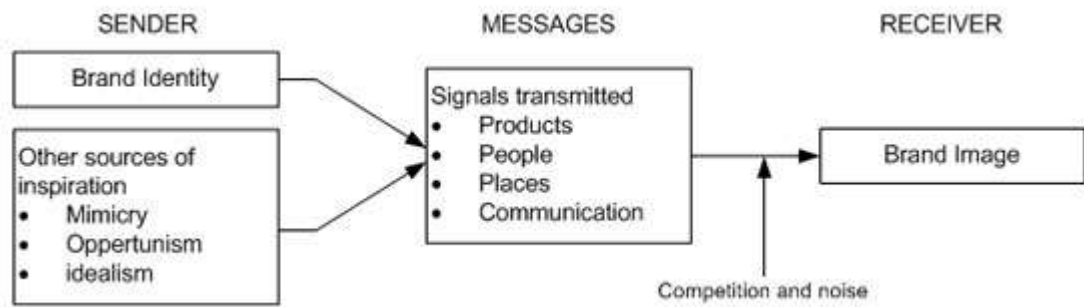 SENDER
MESSAGES
RECEIVER
Brand Identity
Other sources of
inspiration
• Mimicry
• Oppertunism
• idealism
Signals transmitted
• Products
• People
• Places
• Communication
Brand Image
Competition and noise